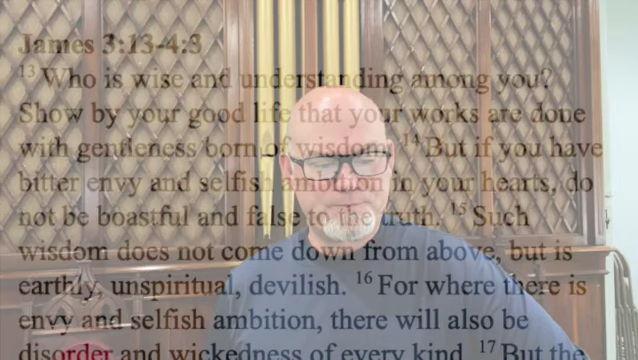 James 3:13-4:3
13 Who is wise and understanding among you?
Show by your good life that your works are done
with gentleness born of wisdom. 14 But if you have
bitter envy and selfish ambition in your hearts, do
not be boastful and false to the truth. 15 Such
wisdom does not come down from above, but is
earthly, unspiritual, devilish. 16 For where there is
envy and selfish ambition, there will also be
disorder and wickedness of every kind. 17 But the